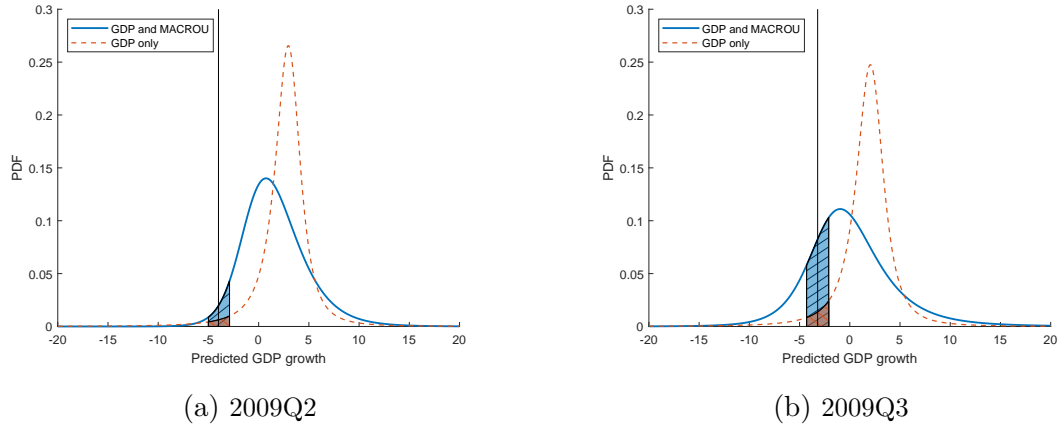 0.3
GDP and MACROU
GDP only
0.25
0.2
PDF
0.15
0.1
0.05
0
-20 -15 -10 -5 0 5 10 15 20
Predicted GDP growth
(a) 2009Q2
0.3
GDP and MACROU
GDP only
0.25
0.2
PDF
0.15
0.1
0.05
0
-20 -15 -10 -5 0 5 10 15 20
Predicted GDP growth
(b) 2009Q3